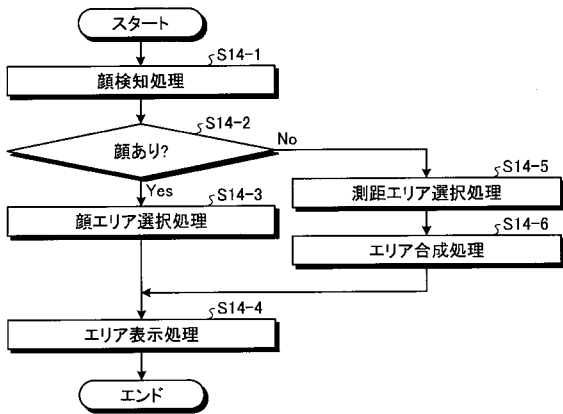 スタート
S14-1
顔検知処理
S14-2
顔あり?
No
Yes
S14-3
顔エリア選択処理
S14-5
測距エリア選択処理
S14-6
エリア合成処理
S14-4
エリア表示処理
エンド